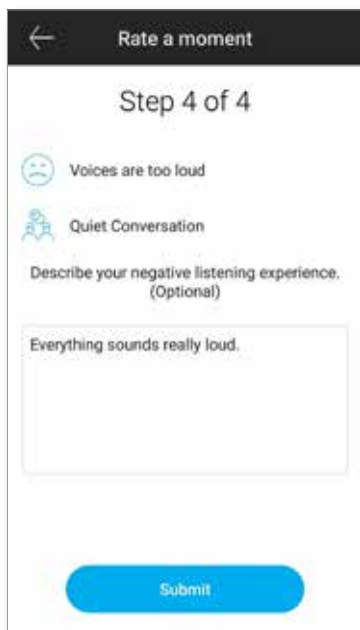 Rate a moment
Step 4 of 4
Voices are too loud
Quiet Conversation
Describe your negative listening experience.
(Optional)
Everything sounds really loud.
Submit